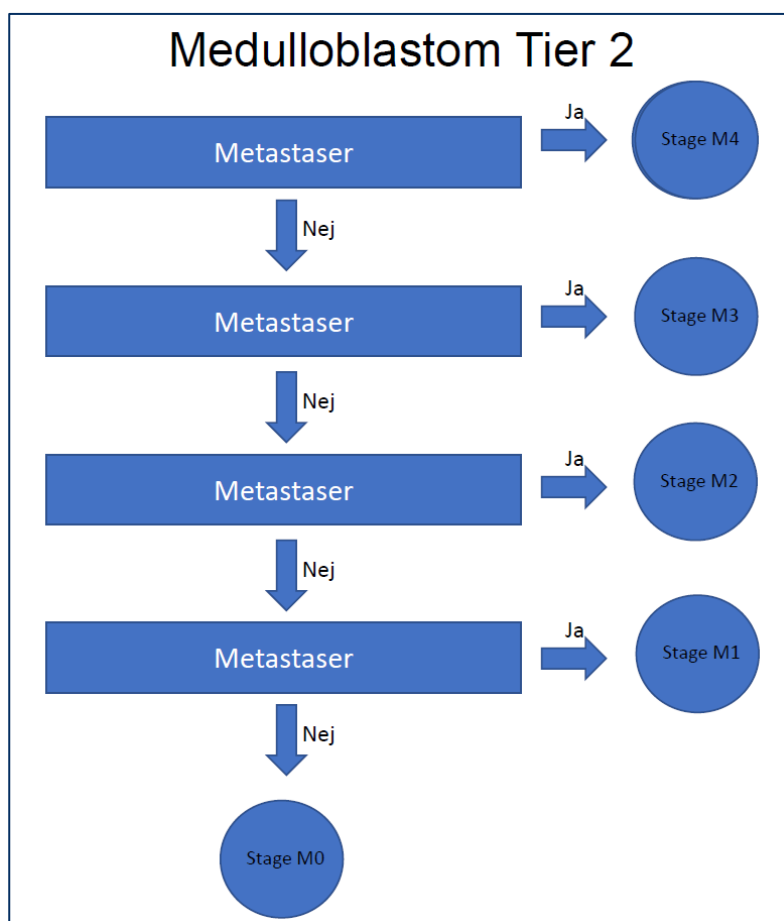 Medulloblastom Tier 2
Metastaser
Ja
Stage M4
Nej
Metastaser
Ja
Stage M3
Nej
Metastaser
Ja
Stage M2
Nej
Metastaser
Ja
Stage M1
Nej
Stage M0